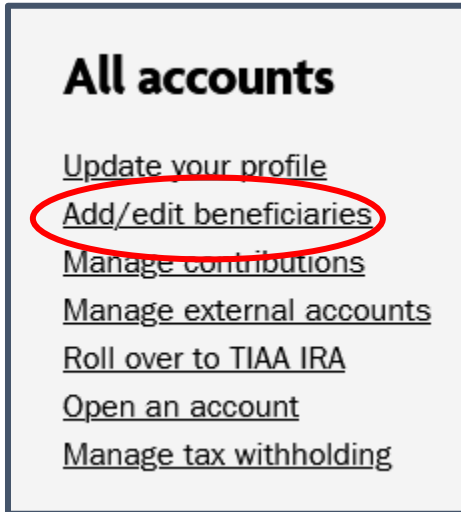 All accounts
Update your profile
Add/edit beneficiaries
Manage contributions
Manage external accounts
Roll over to TIAA IRA
Open an account
Manage tax withholding